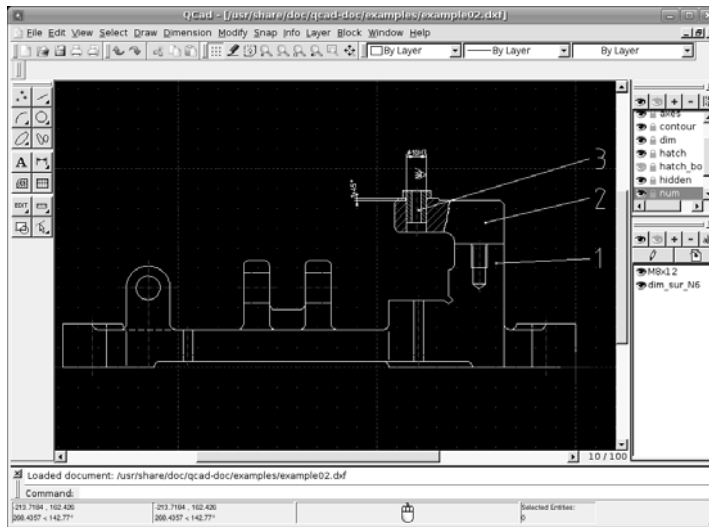 QCad - [/usr/share/doc/qcad-doc/examples/example02.dxf]
File Edit View Select Draw Dimension Modify Snap Info Layer Block Window Help
By Layer By Layer By Layer
axes
contour
dim
hatch
hatch_bo
hidden
num
3
2
1
A
EDIT
M8x12
dim_sur_N6
10 / 100
Loaded document: /usr/share/doc/qcad-doc/examples/example02.dxf
Command:
-213.7184 , 162.426 -213.7184 , 162.426 Selected Entities:
268.4357 < 142.77° 268.4357 < 142.77° 0